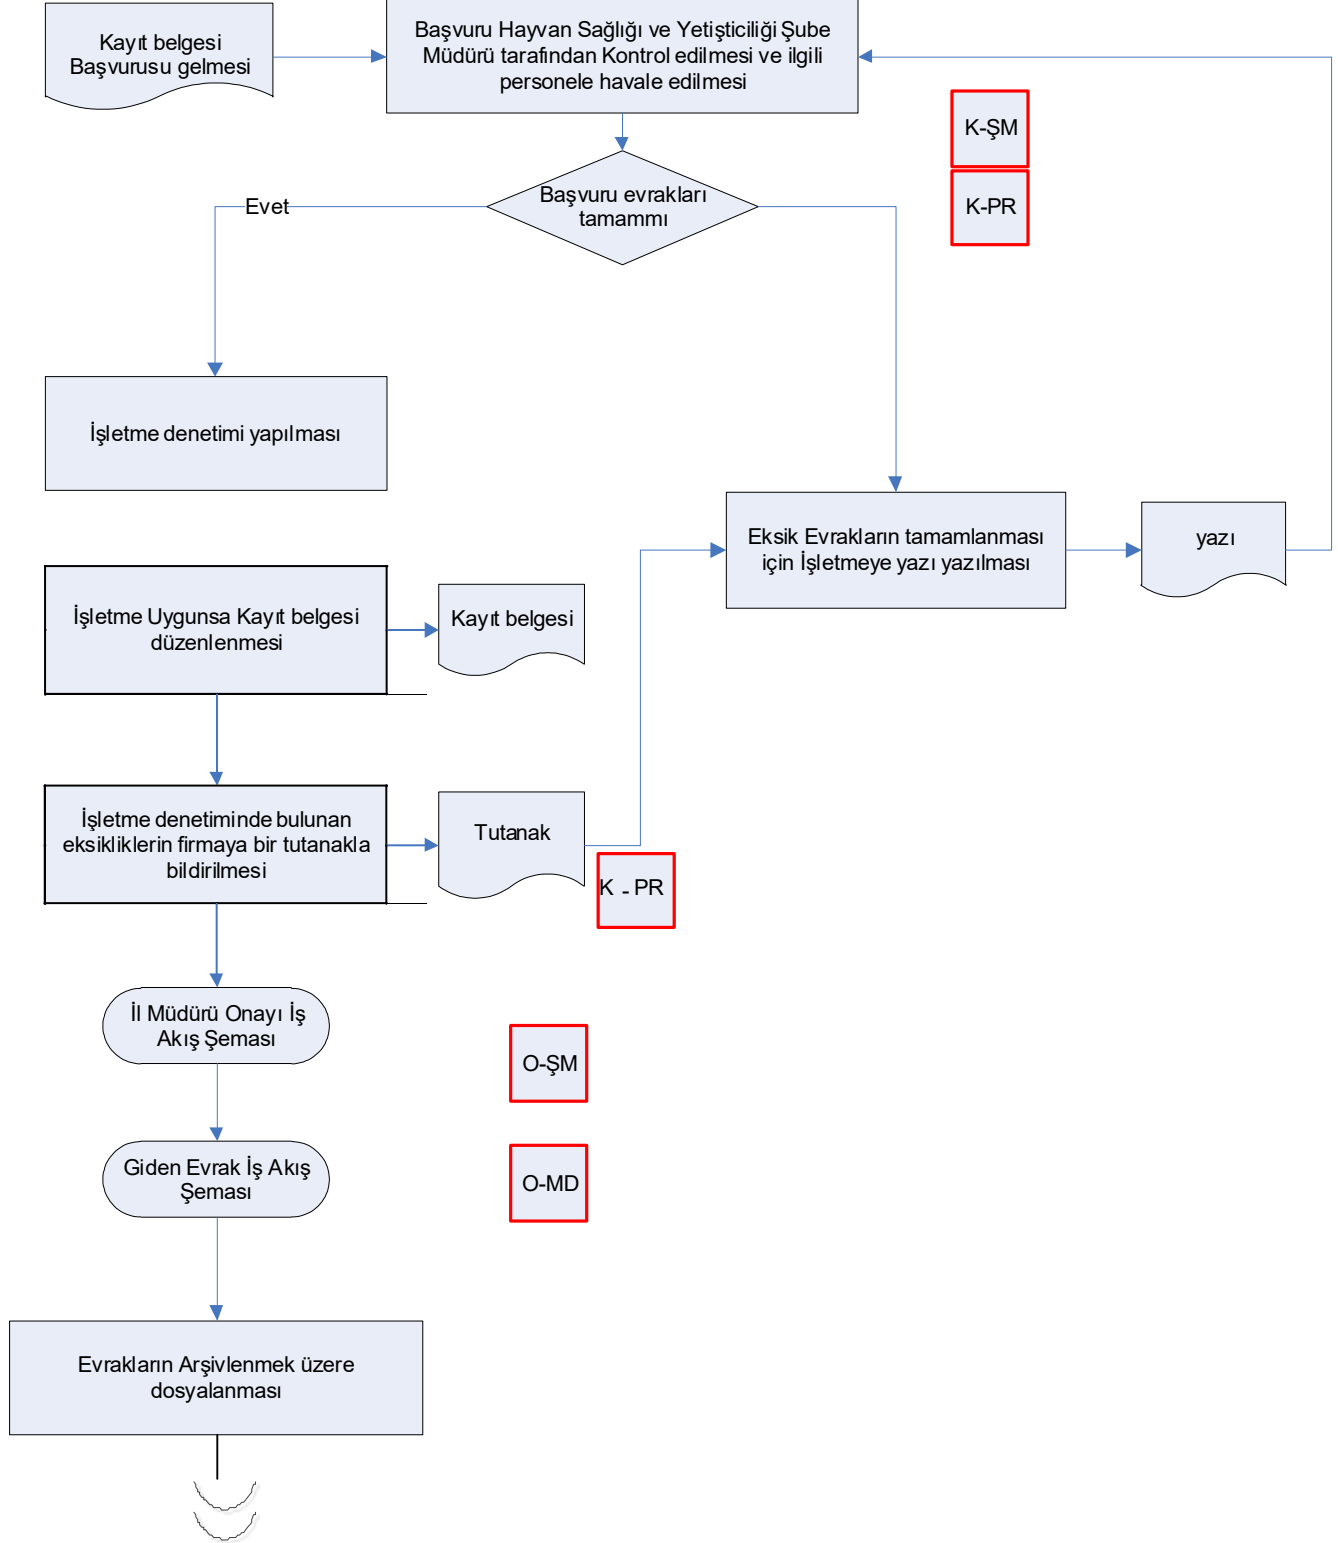 Kayıt belgesi
Başvurusu gelmesi
Başvuru Hayvan Sağlığı ve Yetişticiliği Şube
Müdürü tarafından Kontrol edilmesi ve ilgili
personele havale edilmesi
K-ŞM
K-PR
Başvuru evrakları
tamammı
Evet
İşletme denetimi yapılması
Eksik Evrakların tamamlanması
için İşletmeye yazı yazılması
yazı
İşletme Uygunsa Kayıt belgesi
düzenlenmesi
Kayıt belgesi
İşletme denetiminde bulunan
eksikliklerin firmaya bir tutanakla
bildirilmesi
Tutanak
K - PR
İl Müdürü Onayı İş
Akış Şeması
O-ŞM
Giden Evrak İş Akış
Şeması
O-MD
Evrakların Arşivlenmek üzere
dosyalanması